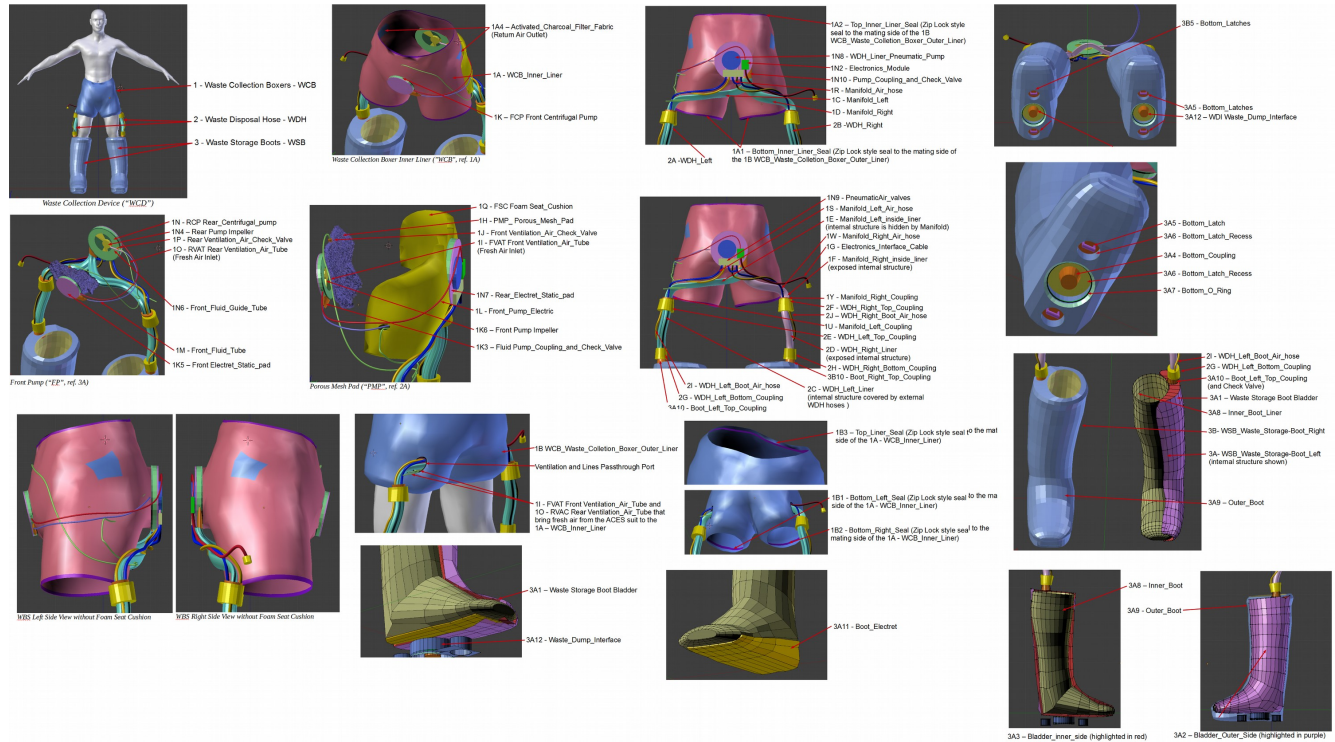 1 - Waste Collection Boxers - WCB
2 - Waste Disposal Hose - WDH
3 - Waste Storage Boots - WSB
Waste Collection Device ("WCD")
1A4 – Activated_Charcoal_Filter_Fabric
(Return Air Outlet)
1A - WCB_Inner_Liner
1K – FCP Front Centrifugal Pump
Waste Collection Boxer Inner Liner ("WCB", ref. 1A)
1A2 – Top_Inner_Liner_Seal (Zip Lock style
seal to the mating side of the 1B
WCB_Waste_Colletion_Boxer_Outer_Liner)
1N8 – WDH_Liner_Pneumatic_Pump
1N2 - Electronics_Module
1N10 - Pump_Coupling_and_Check_Valve
1R - Manifold_Air_hose
1C - Manifold_Left
1D - Manifold_Right
2B -WDH_Right
2A -WDH_Left
1A1 – Bottom_Inner_Liner_Seal (Zip Lock style seal to the mating side of
the 1B WCB_Waste_Colletion_Boxer_Outer_Liner)
3B5 - Bottom_Latches
3A5 - Bottom_Latches
3A12 – WDI Waste_Dump_Interface
1N - RCP Rear_Centrifugal_pump
1N4 – Rear Pump Impeller
1P - Rear Ventilation_Air_Check_Valve
1O - RVAT Rear Ventilation_Air_Tube
(Fresh Air Inlet)
1N6 – Front_Fluid_Guide_Tube
1M - Front_Fluid_Tube
1K5 – Front Electret_Static_pad
Front Pump ("FP", ref. 3A)
1Q - FSC Foam Seat_Cushion
1H - PMP_ Porous_Mesh_Pad
1J - Front Ventilation_Air_Check_Valve
1I - FVAT Front Ventilation_Air_Tube
(Fresh Air Inlet)
1N7 - Rear_Electret_Static_pad
1L - Front_Pump_Electric
1K6 – Front Pump Impeller
1K3 – Fluid Pump_Coupling_and_Check_Valve
Porous Mesh Pad ("PMP", ref. 2A)
1N9 - PneumaticAir_valves
1S - Manifold_Left_Air_hose
1E - Manifold_Left_inside_liner
(internal structure is hidden by Manifold)
1W - Manifold_Right_Air_hose
1G - Electronics_Interface_Cable
1F - Manifold_Right_inside_liner
(exposed internal structure)
1Y - Manifold_Right_Coupling
2F - WDH_Right_Top_Coupling
2J - WDH_Right_Boot_Air_hose
1U - Manifold_Left_Coupling
2E - WDH_Left_Top_Coupling
2D - WDH_Right_Liner
(exposed internal structure)
2H - WDH_Right_Bottom_Coupling
3B10 - Boot_Right_Top_Coupling
2C - WDH_Left_Liner
(internal structure covered by external
WDH hoses )
2I - WDH_Left_Boot_Air_hose
2G - WDH_Left_Bottom_Coupling
3A10 - Boot_Left_Top_Coupling
3A5 - Bottom_Latch
3A6 - Bottom_Latch_Recess
3A4 - Bottom_Coupling
3A6 - Bottom_Latch_Recess
3A7 - Bottom_O_Ring
WBS Left Side View without Foam Seat Cushion
WBS Right Side View without Foam Seat Cushion
1B WCB_Waste_Colletion_Boxer_Outer_Liner
Ventilation and Lines Passthrough Port
1I - FVAT Front Ventilation_Air_Tube and
1O - RVAC Rear Ventilation_Air_Tube that
bring fresh air from the ACES suit to the
1A – WCB_Inner_Liner
1B3 – Top_Liner_Seal (Zip Lock style seal to the mat
side of the 1A - WCB_Inner_Liner)
1B1 - Bottom_Left_Seal (Zip Lock style seal to the ma
side of the 1A - WCB_Inner_Liner)
1B2 - Bottom_Right_Seal (Zip Lock style seal to the
mating side of the 1A - WCB_Inner_Liner)
2I - WDH_Left_Boot_Air_hose
2G - WDH_Left_Bottom_Coupling
3A10 – Boot_Left_Top_Coupling
(and Check Valve)
3A1 – Waste Storage Boot Bladder
3A8 – Inner_Boot_Liner
3B- WSB_Waste_Storage-Boot_Right
3A- WSB_Waste_Storage-Boot_Left
(internal structure shown)
3A9 - Outer_Boot
3A1 – Waste Storage Boot Bladder
3A12 - Waste_Dump_Interface
3A11 - Boot_Electret
3A8 – Inner_Boot
3A9 - Outer_Boot
3A3 – Bladder_inner_side (highlighted in red)
3A2 – Bladder_Outer_Side (highlighted in purple)